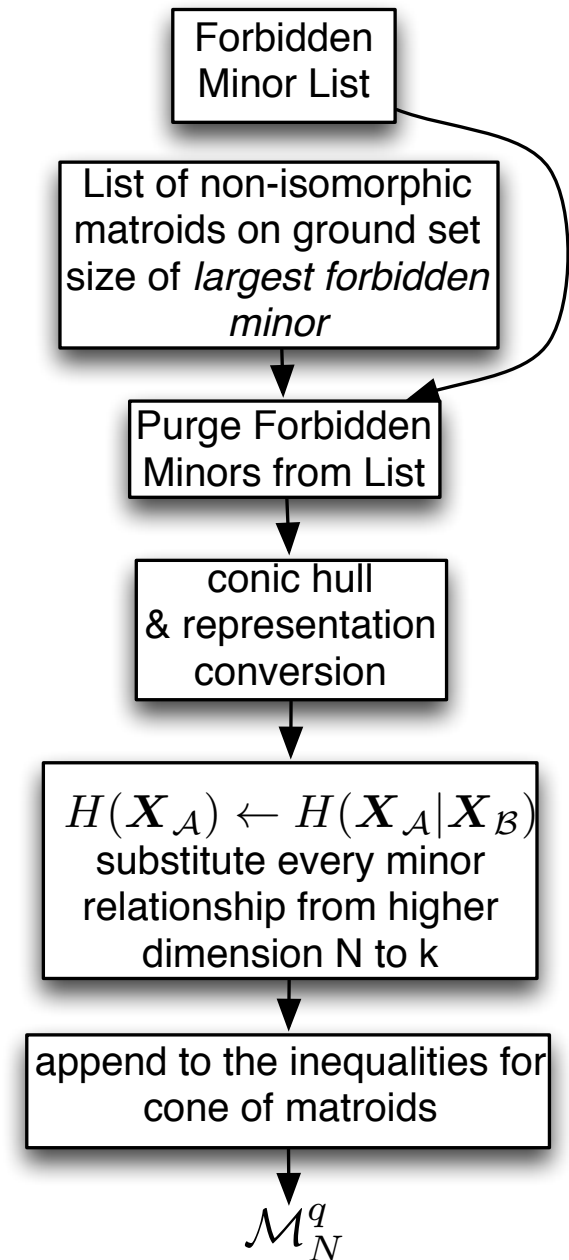 Forbidden
Minor List
List of non-isomorphic
matroids on ground set
size of largest forbidden
minor
Purge Forbidden
Minors from List
conic hull
& representation
conversion
H(X_𝒜) ← H(X_𝒜|X_ℬ)
substitute every minor
relationship from higher
dimension N to k
append to the inequalities for
cone of matroids
ℳ_N^q